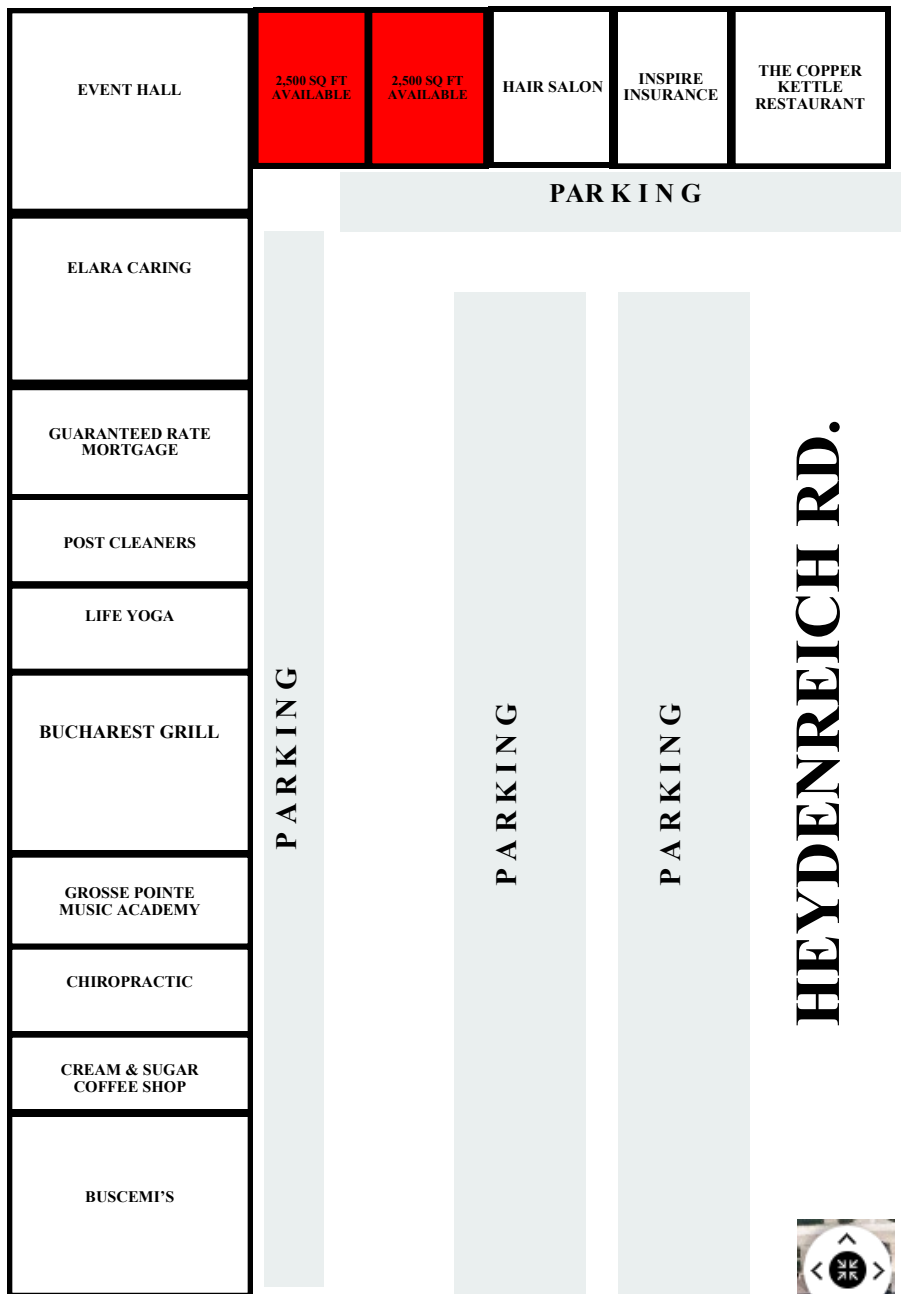 EVENT HALL
2,500 SQ FT
AVAILABLE
2,500 SQ FT
AVAILABLE
HAIR SALON
INSPIRE
INSURANCE
THE COPPER
KETTLE
RESTAURANT
PARKING
ELARA CARING
GUARANTEED RATE
MORTGAGE
POST CLEANERS
LIFE YOGA
BUCHAREST GRILL
GROSSE POINTE
MUSIC ACADEMY
CHIROPRACTIC
CREAM & SUGAR
COFFEE SHOP
BUSCEMI’S
PARKING
PARKING
PARKING
HEYDENREICH RD.